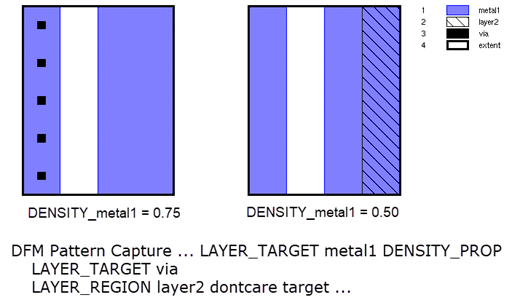 1 metal1
2 layer2
3 via
4 extent
DENSITY_metal1 = 0.75
DENSITY_metal1 = 0.50
DFM Pattern Capture ... LAYER_TARGET metal1 DENSITY_PROP
LAYER_TARGET via
LAYER_REGION layer2 dontcare target ...